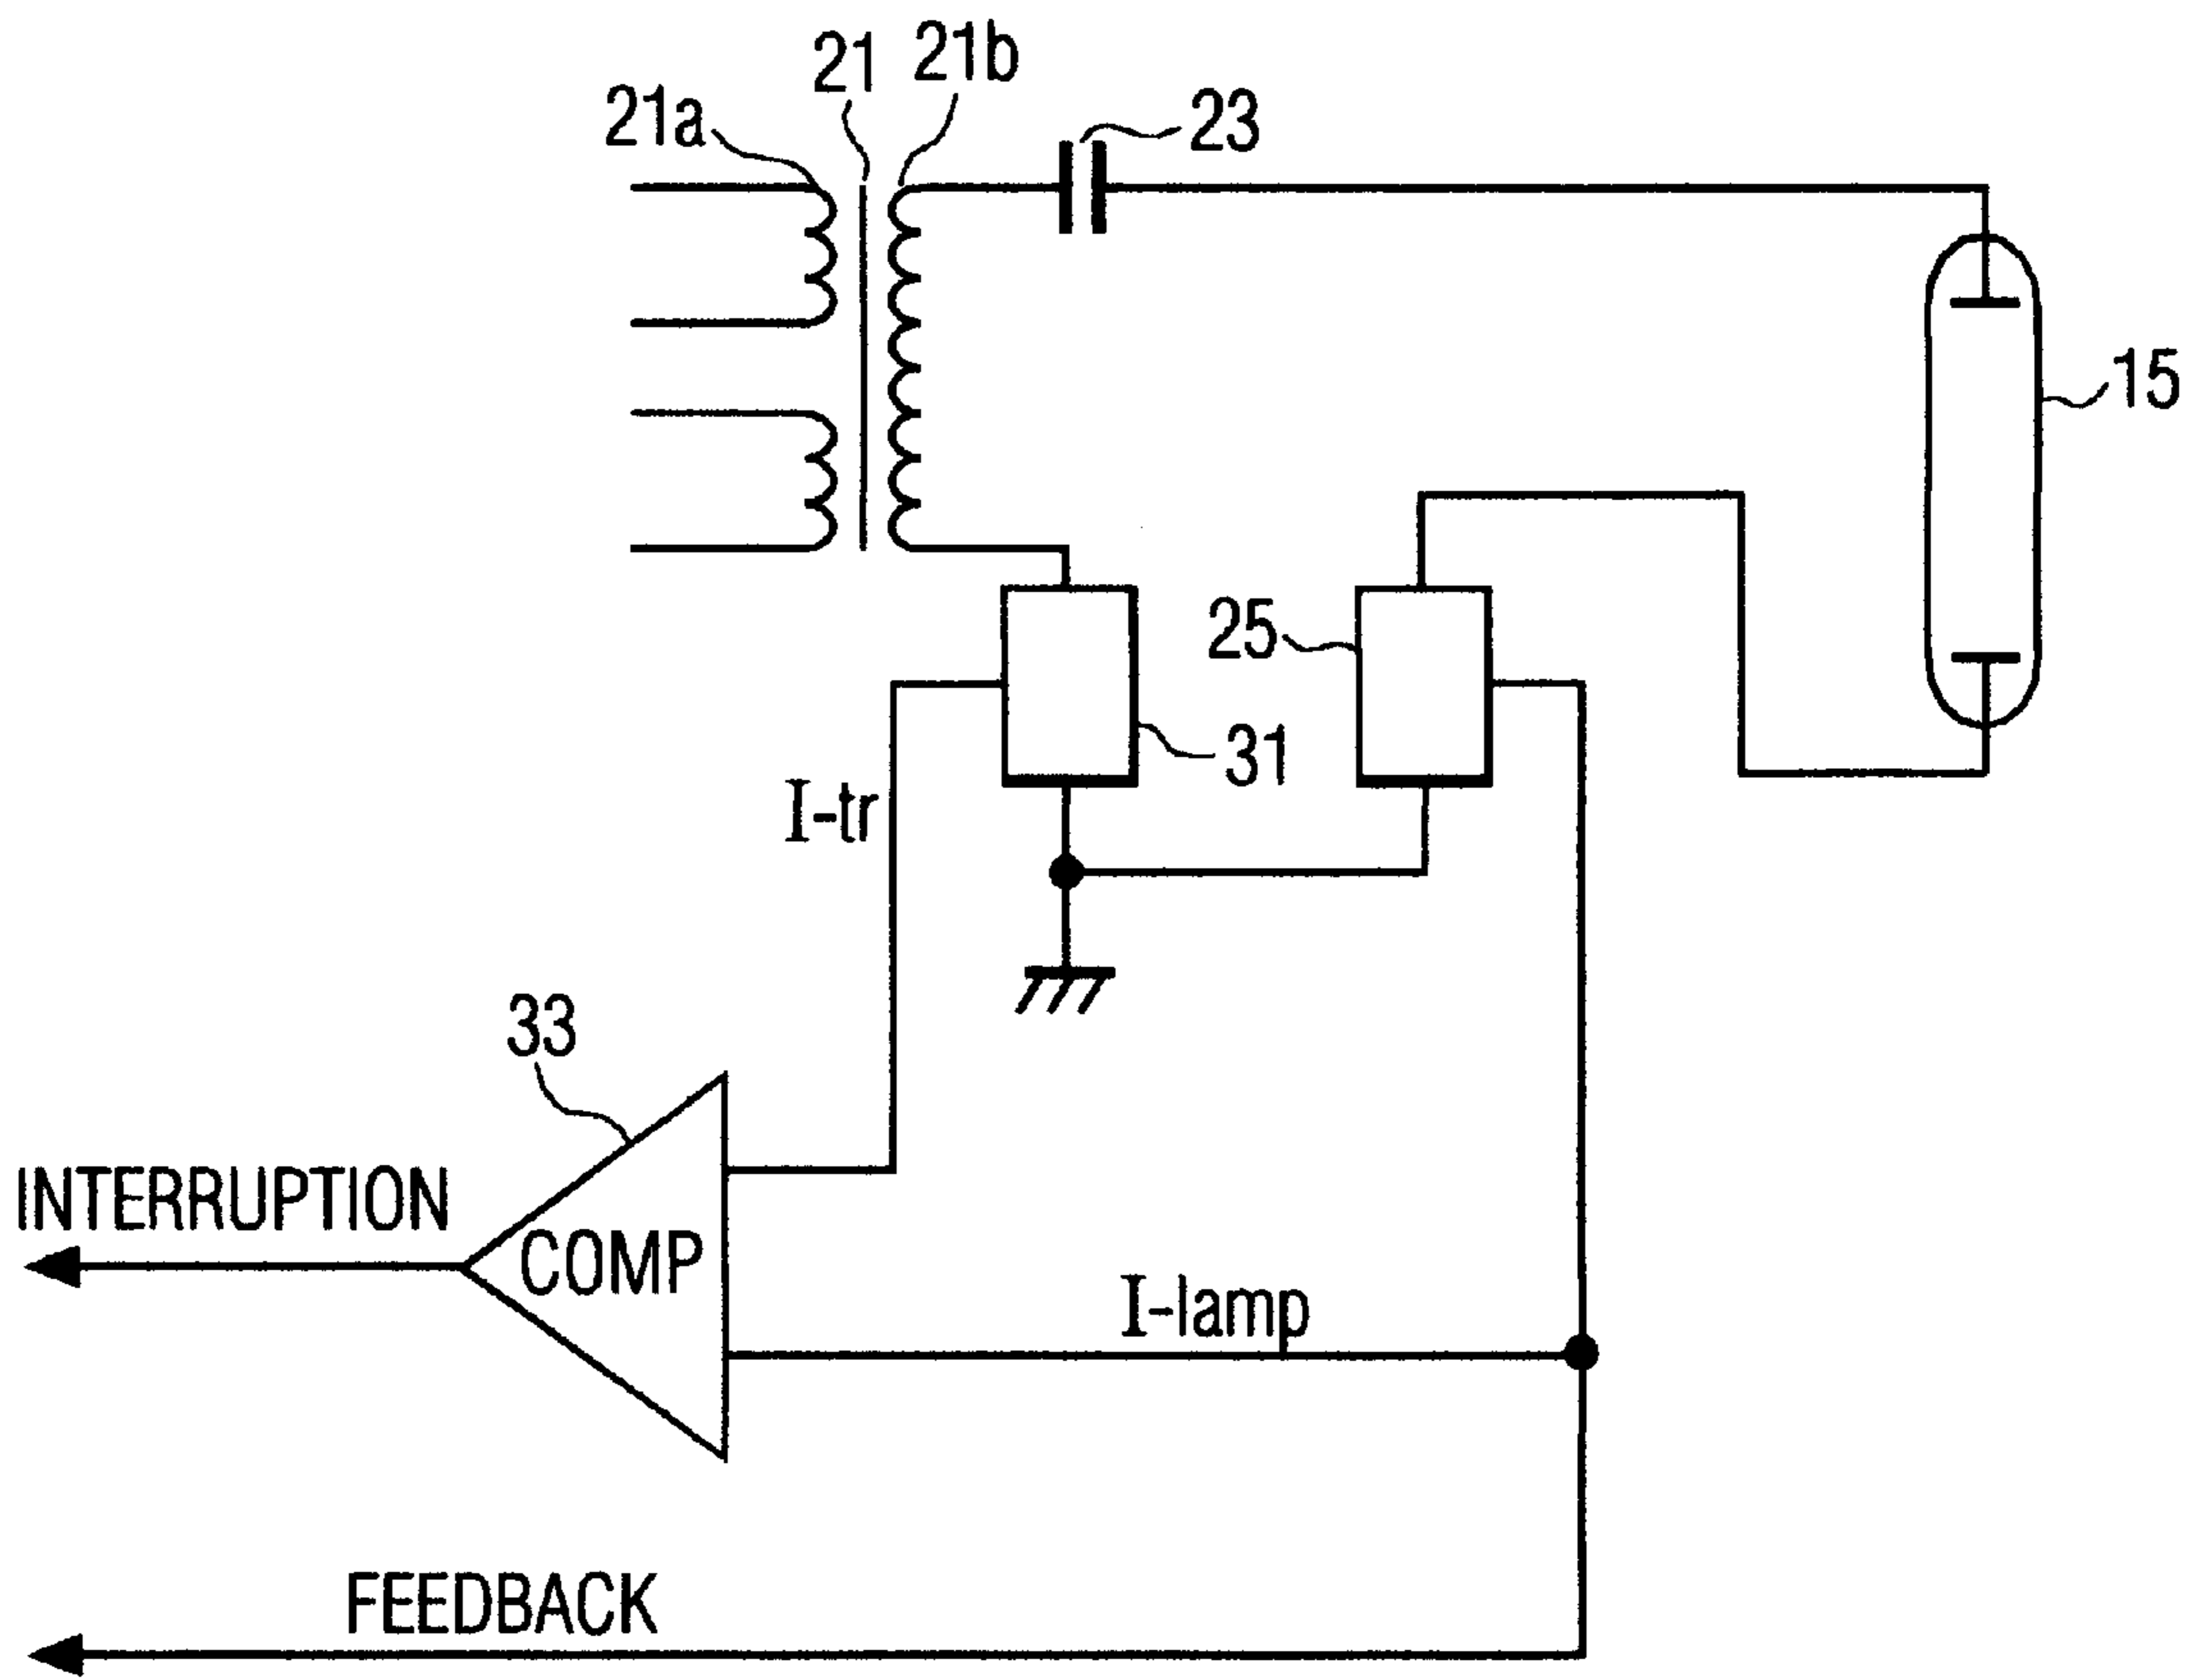 21 21b
21a 23
15
25
31
I-tr
33
INTERRUPTION
COMP
I-lamp
FEEDBACK